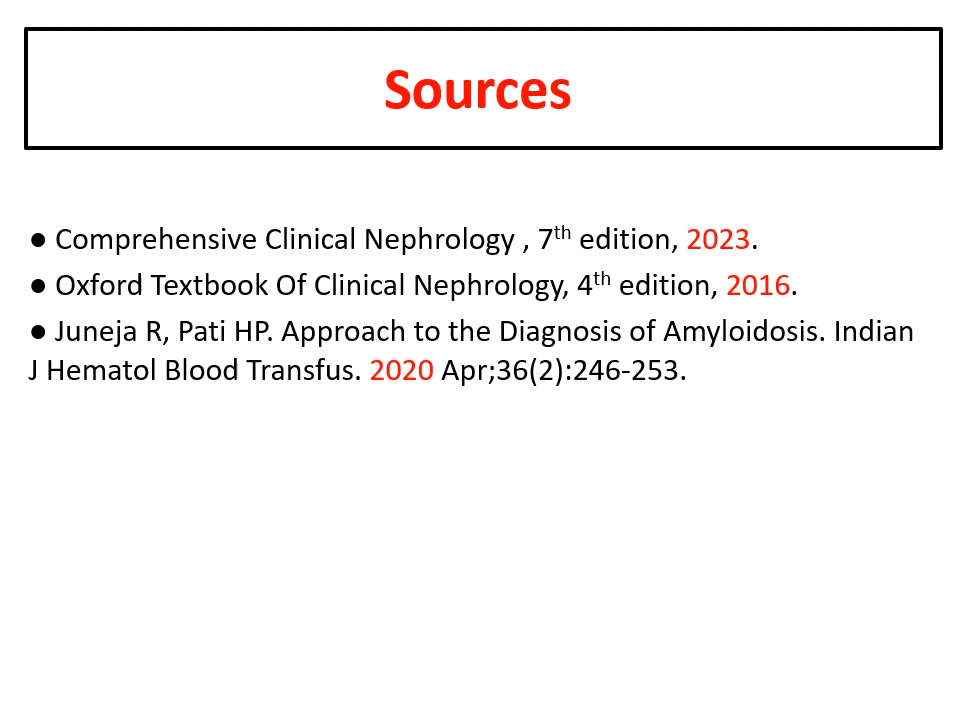 Sources
● Comprehensive Clinical Nephrology , 7th edition, 2023.
● Oxford Textbook Of Clinical Nephrology, 4th edition, 2016.
● Juneja R, Pati HP. Approach to the Diagnosis of Amyloidosis. Indian
J Hematol Blood Transfus. 2020 Apr;36(2):246-253.